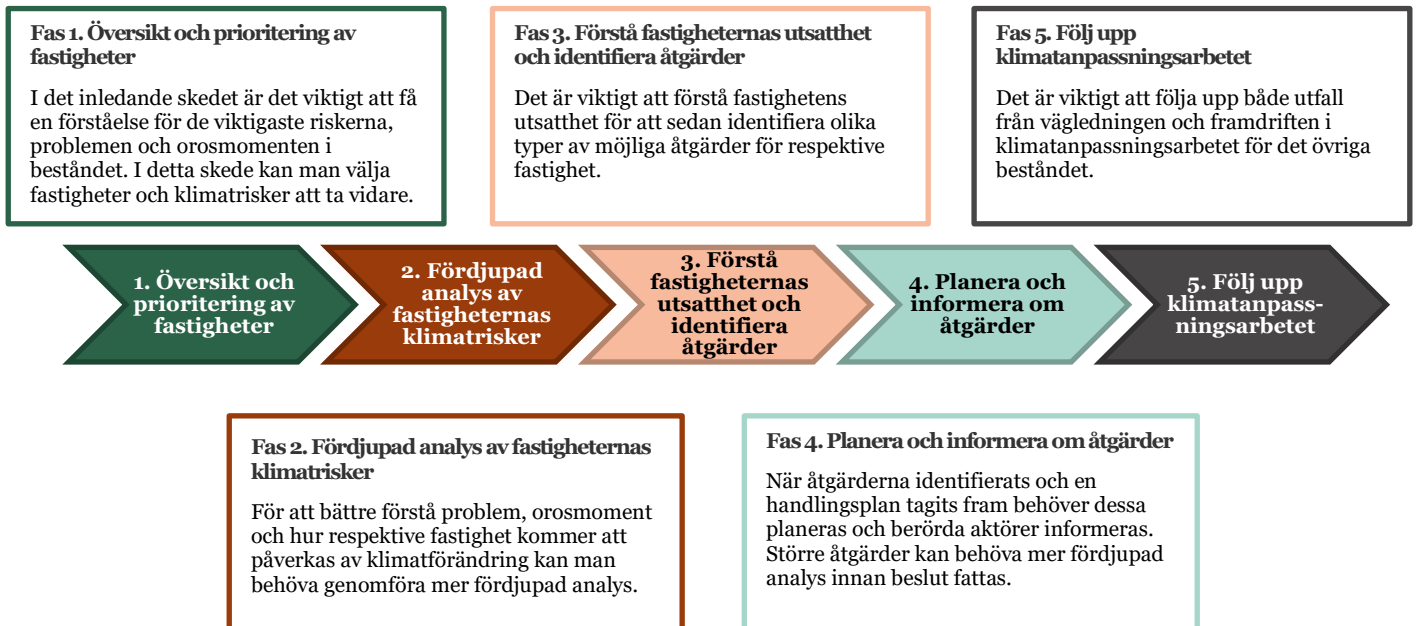 Fas 1. Översikt och prioritering av
fastigheter
I det inledande skedet är det viktigt att få
en förståelse för de viktigaste riskerna,
problemen och orosmomenten i
beståndet. I detta skede kan man välja
fastigheter och klimatrisker att ta vidare.
Fas 3. Förstå fastigheternas utsatthet
och identifiera åtgärder
Det är viktigt att förstå fastighetens
utsatthet för att sedan identifiera olika
typer av möjliga åtgärder för respektive
fastighet.
Fas 5. Följ upp
klimatanpassningsarbetet
Det är viktigt att följa upp både utfall
från vägledningen och framdriften i
klimatanpassningsarbetet för det övriga
beståndet.
1. Översikt och
prioritering av
fastigheter
2. Fördjupad
analys av
fastigheternas
klimatrisker
3. Förstå
fastigheternas
utsatthet och
identifiera
åtgärder
4. Planera och
informera om
åtgärder
5. Följ upp
klimatanpass-
ningsarbetet
Fas 2. Fördjupad analys av fastigheternas
klimatrisker
För att bättre förstå problem, orosmoment
och hur respektive fastighet kommer att
påverkas av klimatförändring kan man
behöva genomföra mer fördjupad analys.
Fas 4. Planera och informera om åtgärder
När åtgärderna identifierats och en
handlingsplan tagits fram behöver dessa
planeras och berörda aktörer informeras.
Större åtgärder kan behöva mer fördjupad
analys innan beslut fattas.